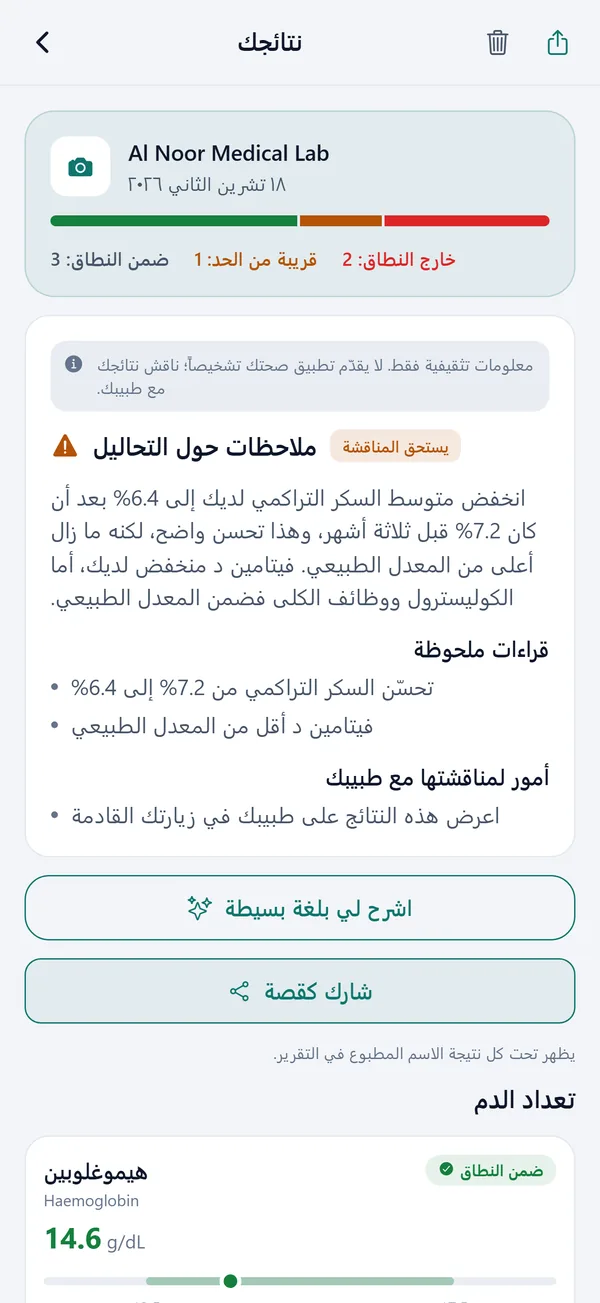 نتائجك
Al Noor Medical Lab
١٨ تشرين الثاني ٢٠٢٦
ضمن النطاق: 3
قريبة من الحد: 1
خارج النطاق: 2
معلومات تثقيفية فقط. لا يقدّم تطبيق صحتك تشخيصاً؛ ناقش نتائجك
مع طبيبك.
ملاحظات حول التحاليل
يستحق المناقشة
انخفض متوسط السكر التراكمي لديك إلى 6.4% بعد أن
كان 7.2% قبل ثلاثة أشهر، وهذا تحسن واضح، لكنه ما زال
أعلى من المعدل الطبيعي. فيتامين د منخفض لديك، أما
الكوليسترول ووظائف الكلى فضمن المعدل الطبيعي.
قراءات ملحوظة
• تحسّن السكر التراكمي من 7.2% إلى 6.4%
• فيتامين د أقل من المعدل الطبيعي
أمور لمناقشتها مع طبيبك
• اعرض هذه النتائج على طبيبك في زيارتك القادمة
اشرح لي بلغة بسيطة
شارك كقصة
يظهر تحت كل نتيجة الاسم المطبوع في التقرير.
تعداد الدم
هيموغلوبين
ضمن النطاق
Haemoglobin
14.6 g/dL